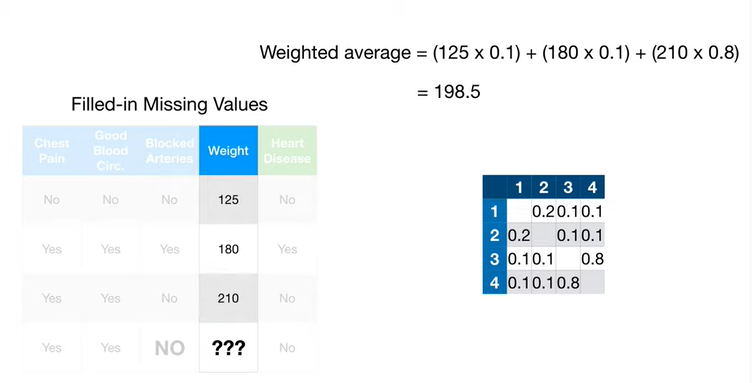 Weighted average = (125 x 0.1) + (180 x 0.1) + (210 x 0.8)
= 198.5
Filled-in Missing Values
Chest Pain Good Blood Circ. Blocked Arteries Weight Heart Disease
No No No 125 No
Yes Yes Yes 180 Yes
Yes Yes No 210 No
Yes Yes NO ??? No
1 2 3 4
1 0.2 0.1 0.1
2 0.2 0.1 0.1
3 0.1 0.1 0.8
4 0.1 0.1 0.8